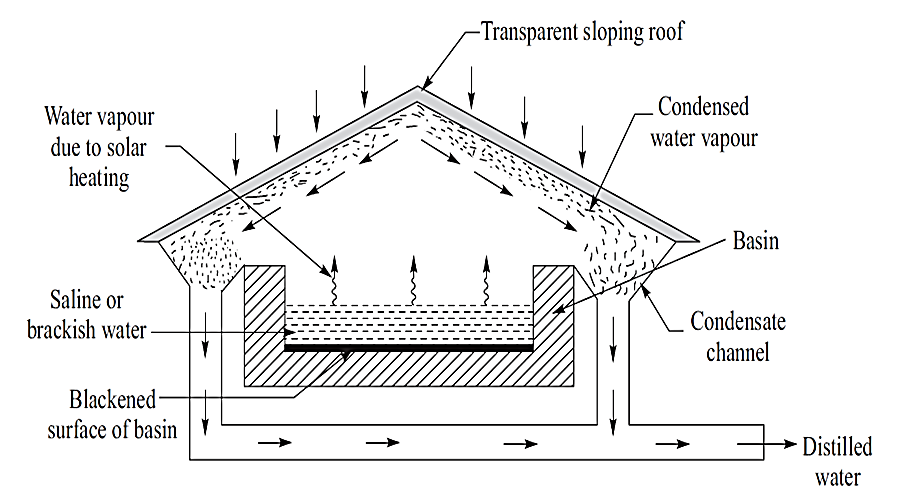 Transparent sloping roof
Water vapour
due to solar
heating
Condensed
water vapour
Basin
Saline or
brackish water
Condensate
channel
Blackened
surface of basin
Distilled
water